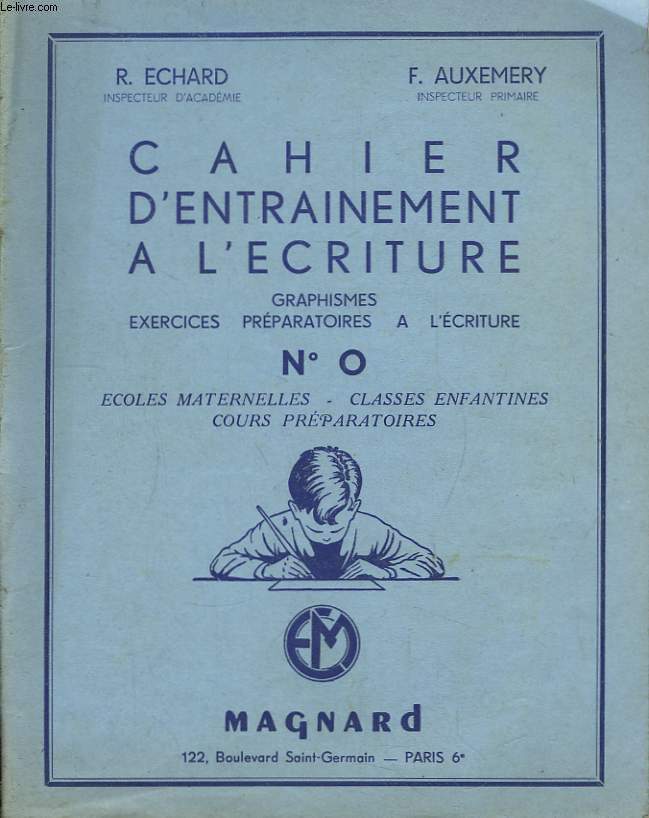 Le-livre.com
R. ECHARD
F. AUXEMERY
INSPECTEUR D'ACADÉMIE
INSPECTEUR PRIMAIRE
CAHIER
D'ENTRAINEMENT
A L'ECRITURE
GRAPHISMES
EXERCICES PRÉPARATOIRES A L'ÉCRITURE
N° O
ECOLES MATERNELLES - CLASSES ENFANTINES
COURS PRÉPARATOIRES
EM
MAGNARD
122, Boulevard Saint-Germain — PARIS 6e